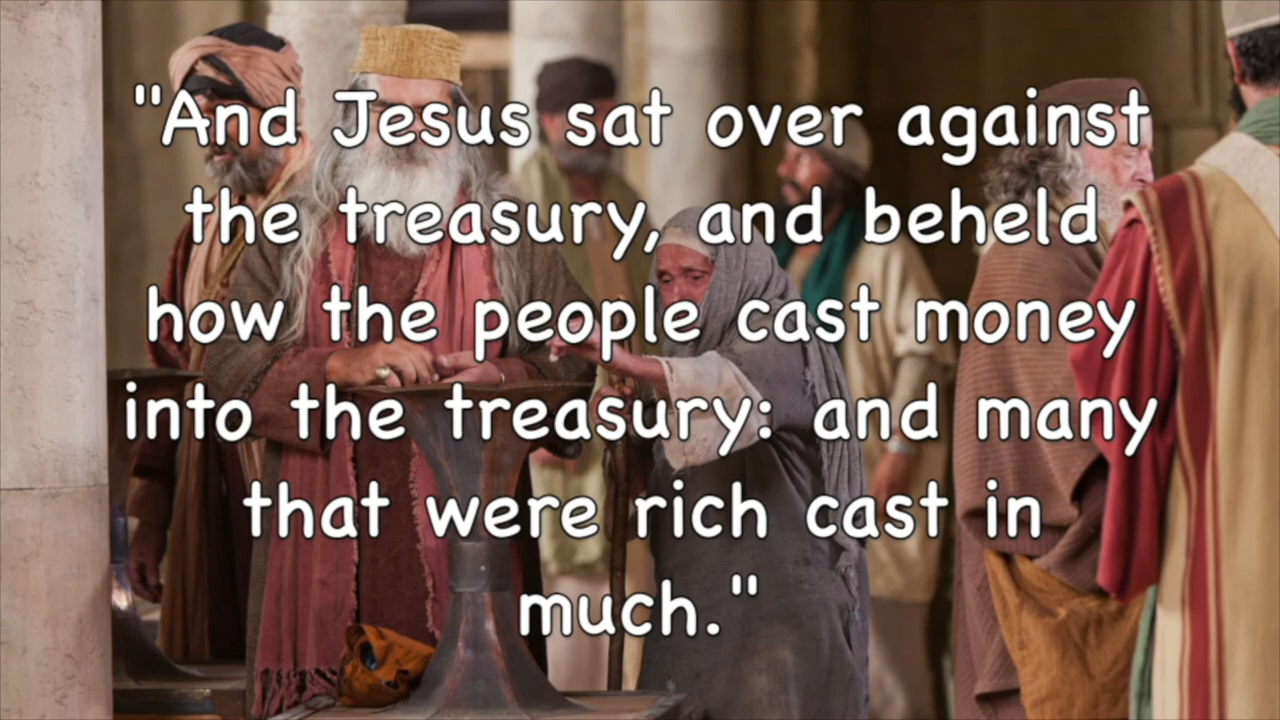 "And Jesus sat over against
the treasury, and beheld
how the people cast money
into the treasury: and many
that were rich cast in
much."